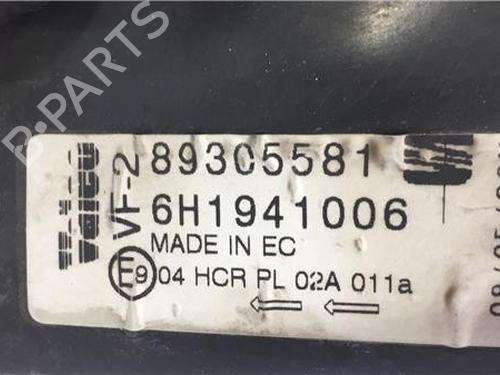 B-PARTS
Valeo
VF-2
89305581
6H1941006
MADE IN EC
E9 04 HCR PL 02A 011a